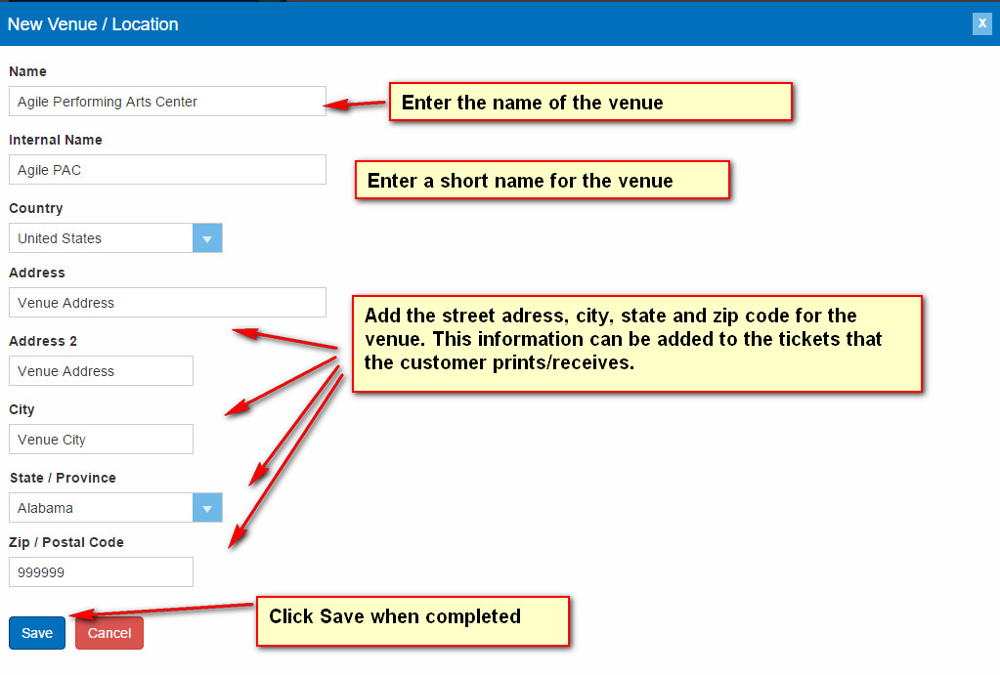 New Venue / Location
x
Name
Agile Performing Arts Center
Enter the name of the venue
Internal Name
Agile PAC
Enter a short name for the venue
Country
United States
Address
Venue Address
Add the street adress, city, state and zip code for the
venue. This information can be added to the tickets that
the customer prints/receives.
Address 2
Venue Address
City
Venue City
State / Province
Alabama
Zip / Postal Code
999999
Click Save when completed
Save
Cancel